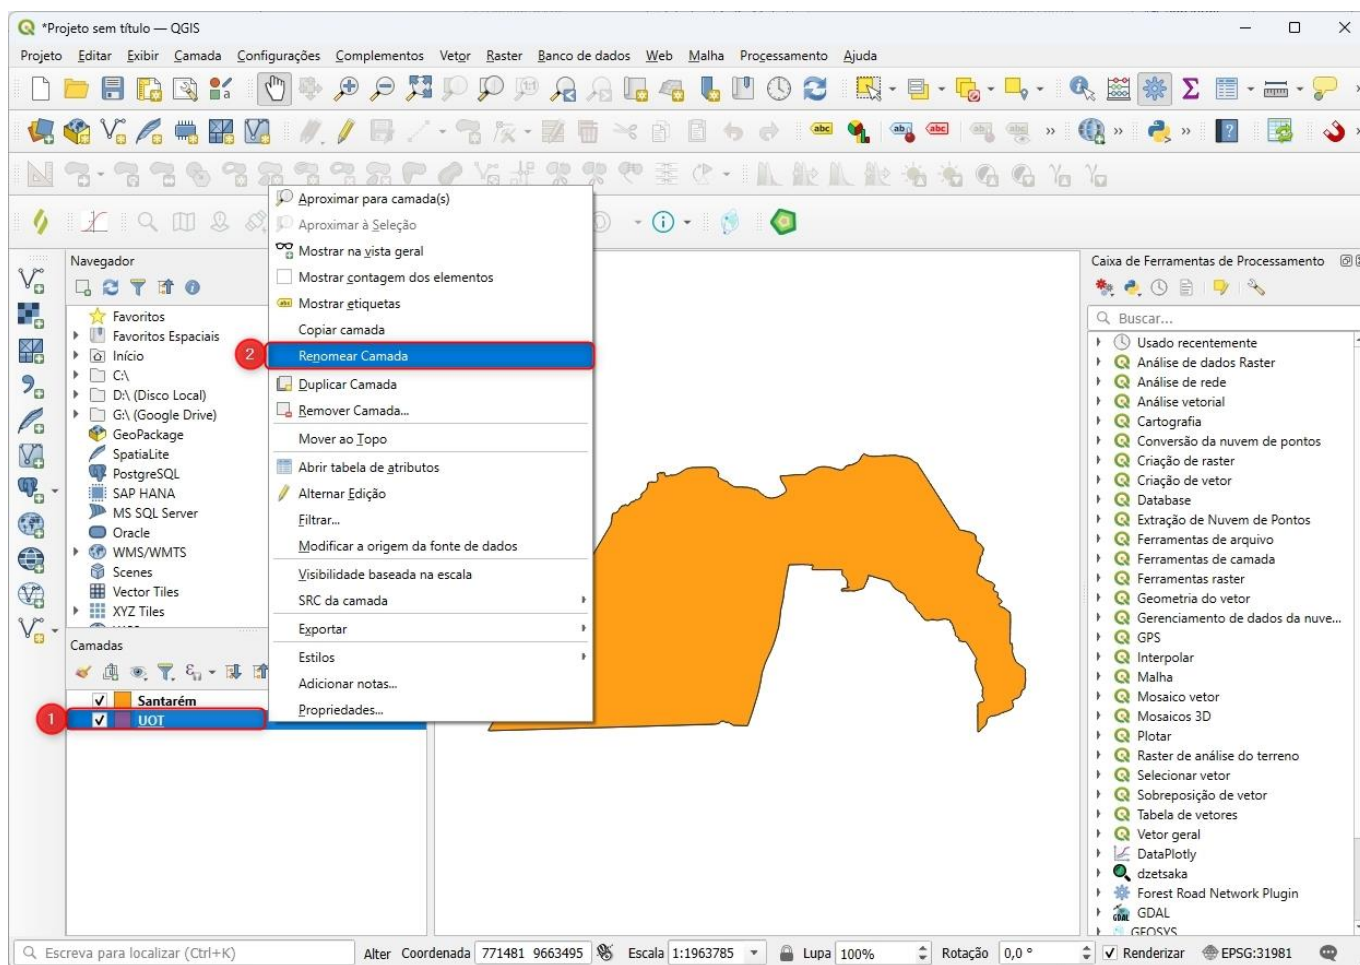 *Projeto sem título — QGIS
Projeto Editar Exibir Camada Configurações Complementos Vetor Raster Banco de dados Web Malha Processamento Ajuda
Aproximar para camada(s)
Aproximar à Seleção
Mostrar na vista geral
Mostrar contagem dos elementos
Mostrar etiquetas
Copiar camada
2 Renomear Camada
Duplicar Camada
Remover Camada...
Mover ao Topo
Abrir tabela de atributos
Alternar Edição
Filtrar...
Modificar a origem da fonte de dados
Visibilidade baseada na escala
SRC da camada
Exportar
Estilos
Adicionar notas...
Propriedades...
Navegador
Favoritos
Favoritos Espaciais
Início
C:\
D:\ (Disco Local)
G:\ (Google Drive)
GeoPackage
SpatiaLite
PostgreSQL
SAP HANA
MS SQL Server
Oracle
WMS/WMTS
Scenes
Vector Tiles
XYZ Tiles
Camadas
Santarém
1 UOT
Caixa de Ferramentas de Processamento
Buscar...
Usado recentemente
Análise de dados Raster
Análise de rede
Análise vetorial
Cartografia
Conversão da nuvem de pontos
Criação de raster
Criação de vetor
Database
Extração de Nuvem de Pontos
Ferramentas de arquivo
Ferramentas de camada
Ferramentas raster
Geometria do vetor
Gerenciamento de dados da nuve...
GPS
Interpolar
Malha
Mosaico vetor
Mosaicos 3D
Plotar
Raster de análise do terreno
Selecionar vetor
Sobreposição de vetor
Tabela de vetores
Vetor geral
DataPlotly
dzetsaka
Forest Road Network Plugin
GDAL
GEOSYS
Escreva para localizar (Ctrl+K) Alter Coordenada 771481 9663495 Escala 1:1963785 Lupa 100% Rotação 0,0 ° Renderizar EPSG:31981